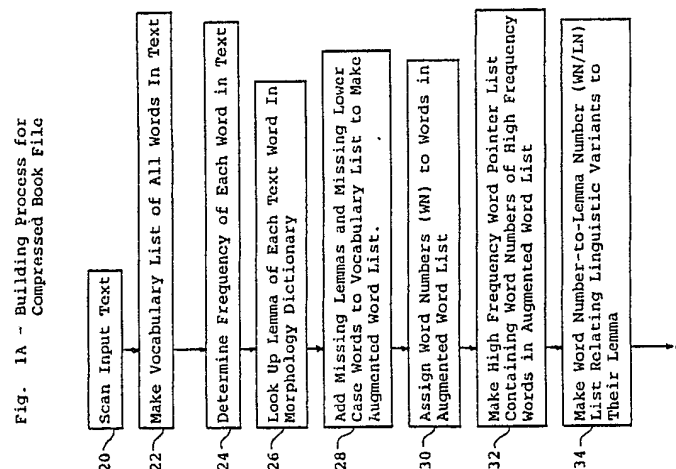 Fig. 1A - Building Process for
Compressed Book File
20
Scan Input Text
22
Make Vocabulary List of All Words In Text
24
Determine Frequency of Each Word in Text
26
Look Up Lemma of Each Text Word In
Morphology Dictionary
28
Add Missing Lemmas and Missing Lower
Case Words to Vocabulary List to Make
Augmented Word List.
30
Assign Word Numbers (WN) to Words in
Augmented Word List
32
Make High Frequency Word Pointer List
Containing Word Numbers of High Frequency
Words in Augmented Word List
34
Make Word Number-to-Lemma Number (WN/LN)
List Relating Linguistic Variants to
Their Lemma